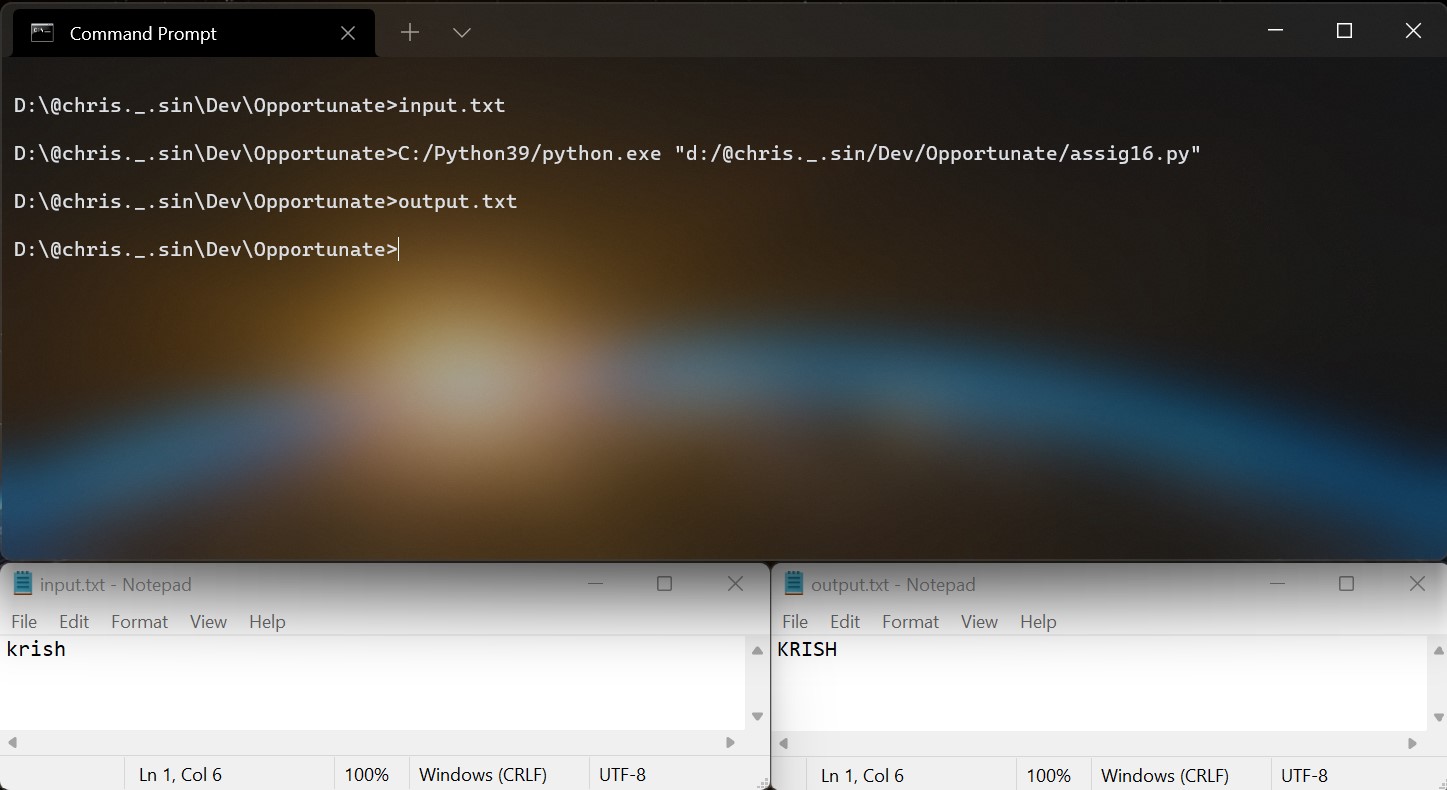 Command Prompt
D:\@chris._.sin\Dev\Opportunate>input.txt
D:\@chris._.sin\Dev\Opportunate>C:/Python39/python.exe "d:/@chris._.sin/Dev/Opportunate/assig16.py"
D:\@chris._.sin\Dev\Opportunate>output.txt
D:\@chris._.sin\Dev\Opportunate>
input.txt - Notepad
File Edit Format View Help
krish
Ln 1, Col 6 100% Windows (CRLF) UTF-8
output.txt - Notepad
File Edit Format View Help
KRISH
Ln 1, Col 6 100% Windows (CRLF) UTF-8